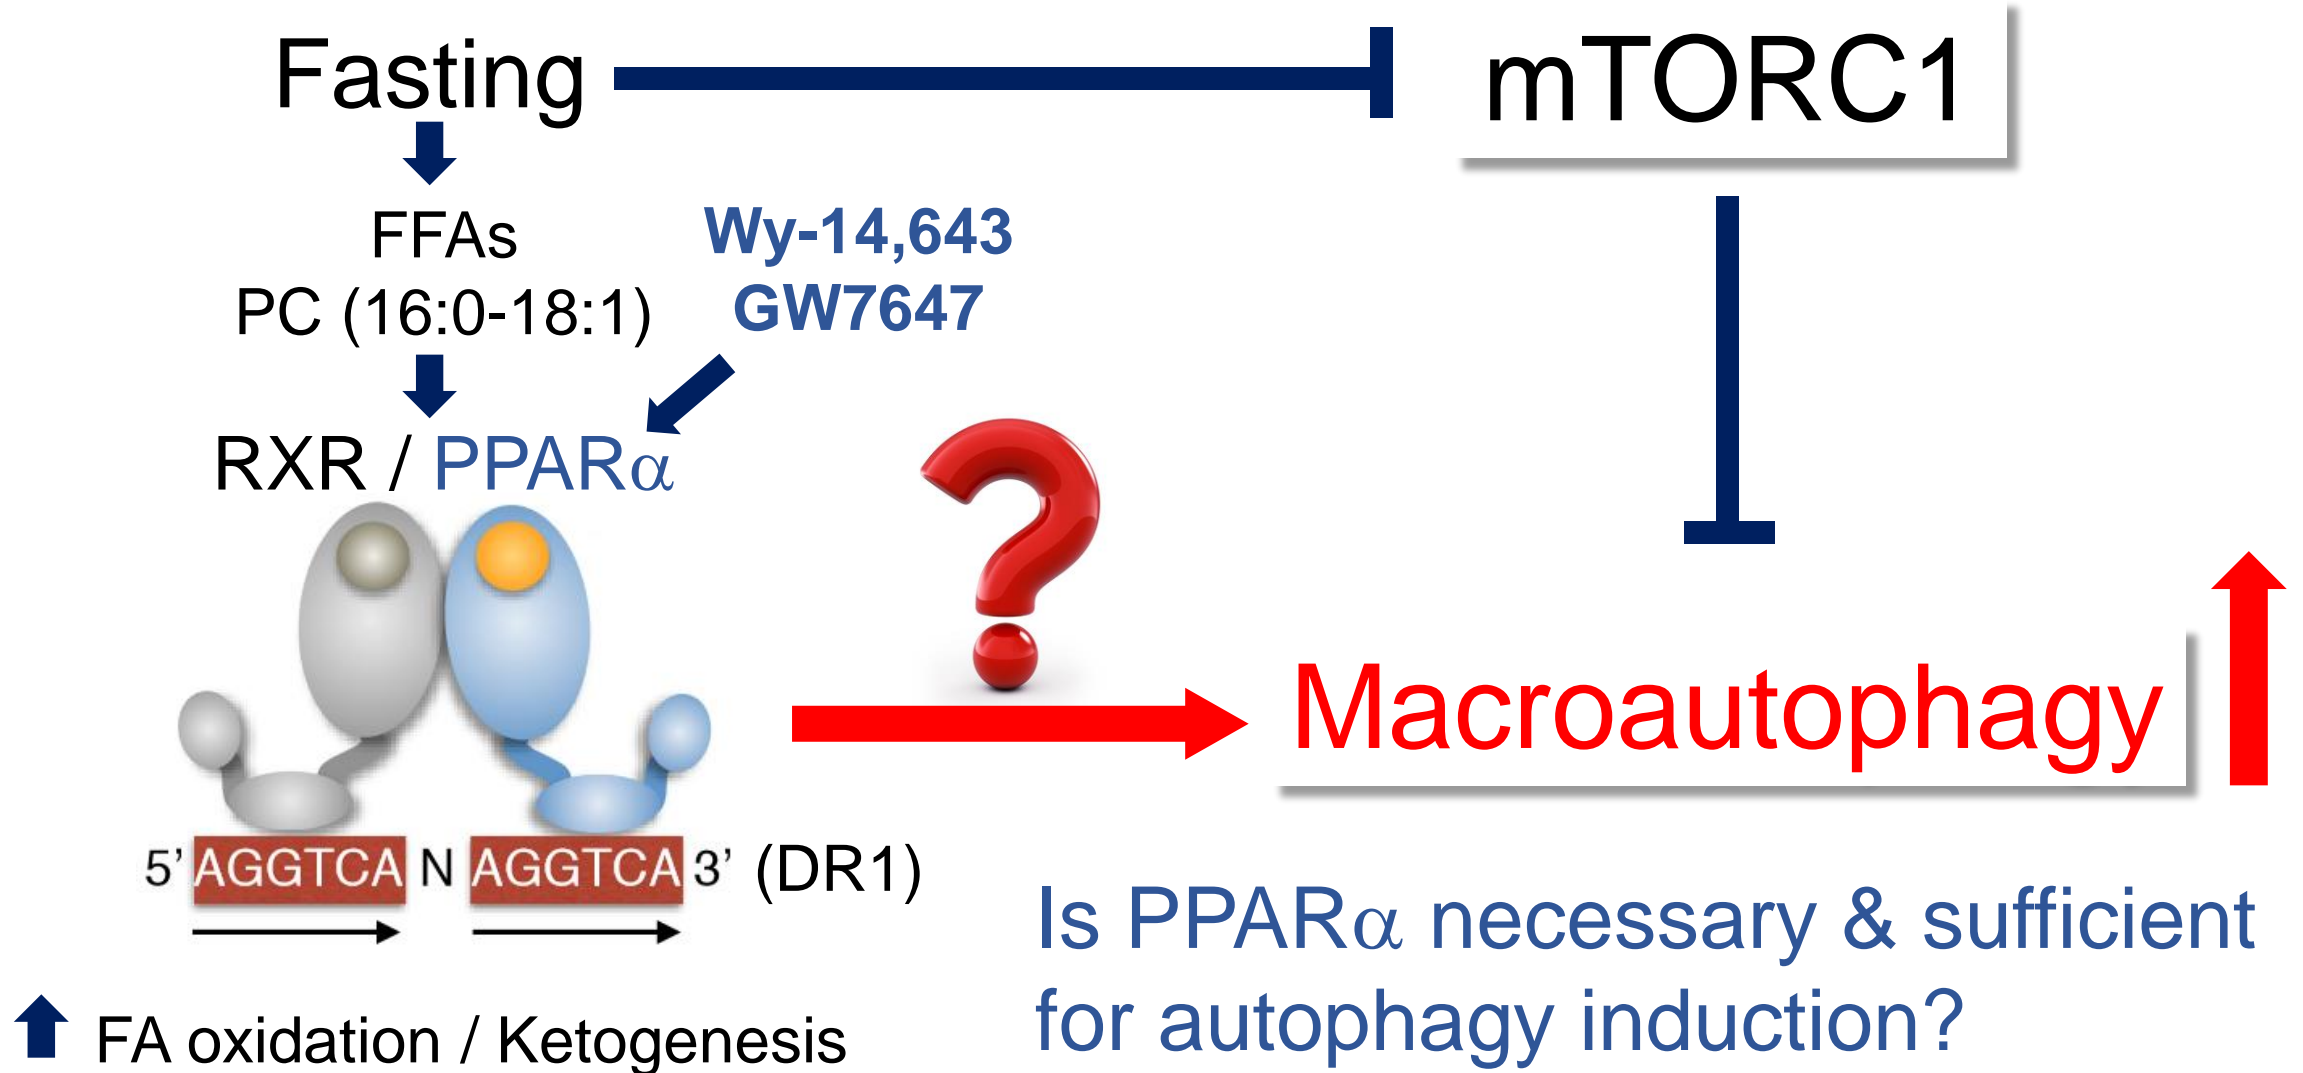 Fasting
mTORC1
FFAs
PC (16:0-18:1)
Wy-14,643
GW7647
RXR / PPARα
?
Macroautophagy
5’ AGGTCA N AGGTCA 3’ (DR1)
Is PPARα necessary & sufficient
for autophagy induction?
FA oxidation / Ketogenesis